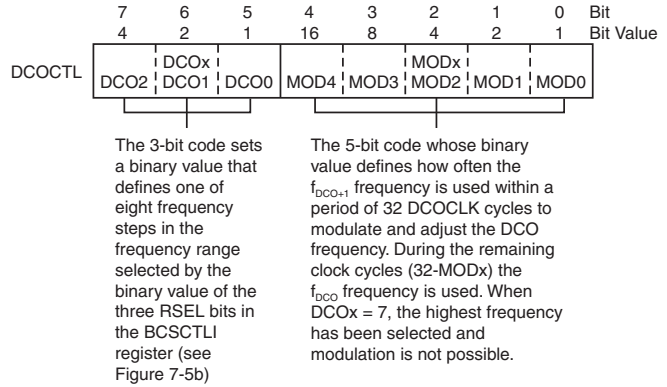 7 6 5 4 3 2 1 0 Bit
4 2 1 16 8 4 2 1 Bit Value
DCOCTL
DCOx MODx
DCO2 DCO1 DCO0 MOD4 MOD3 MOD2 MOD1 MOD0
The 3-bit code sets
a binary value that
defines one of
eight frequency
steps in the
frequency range
selected by the
binary value of the
three RSEL bits in
the BCSCTLI
register (see
Figure 7-5b)
The 5-bit code whose binary
value defines how often the
fDCO+1 frequency is used within a
period of 32 DCOCLK cycles to
modulate and adjust the DCO
frequency. During the remaining
clock cycles (32-MODx) the
fDCO frequency is used. When
DCOx = 7, the highest frequency
has been selected and
modulation is not possible.